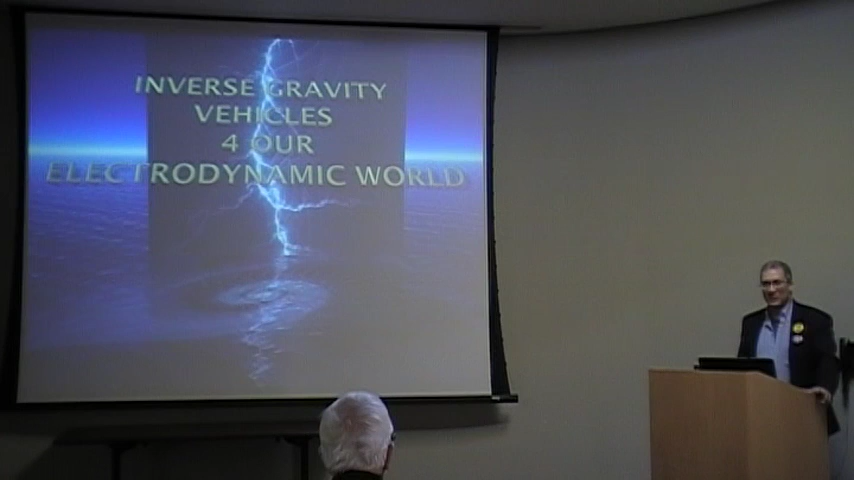 INVERSE GRAVITY
VEHICLES
4 OUR
ELECTRODYNAMIC WORLD